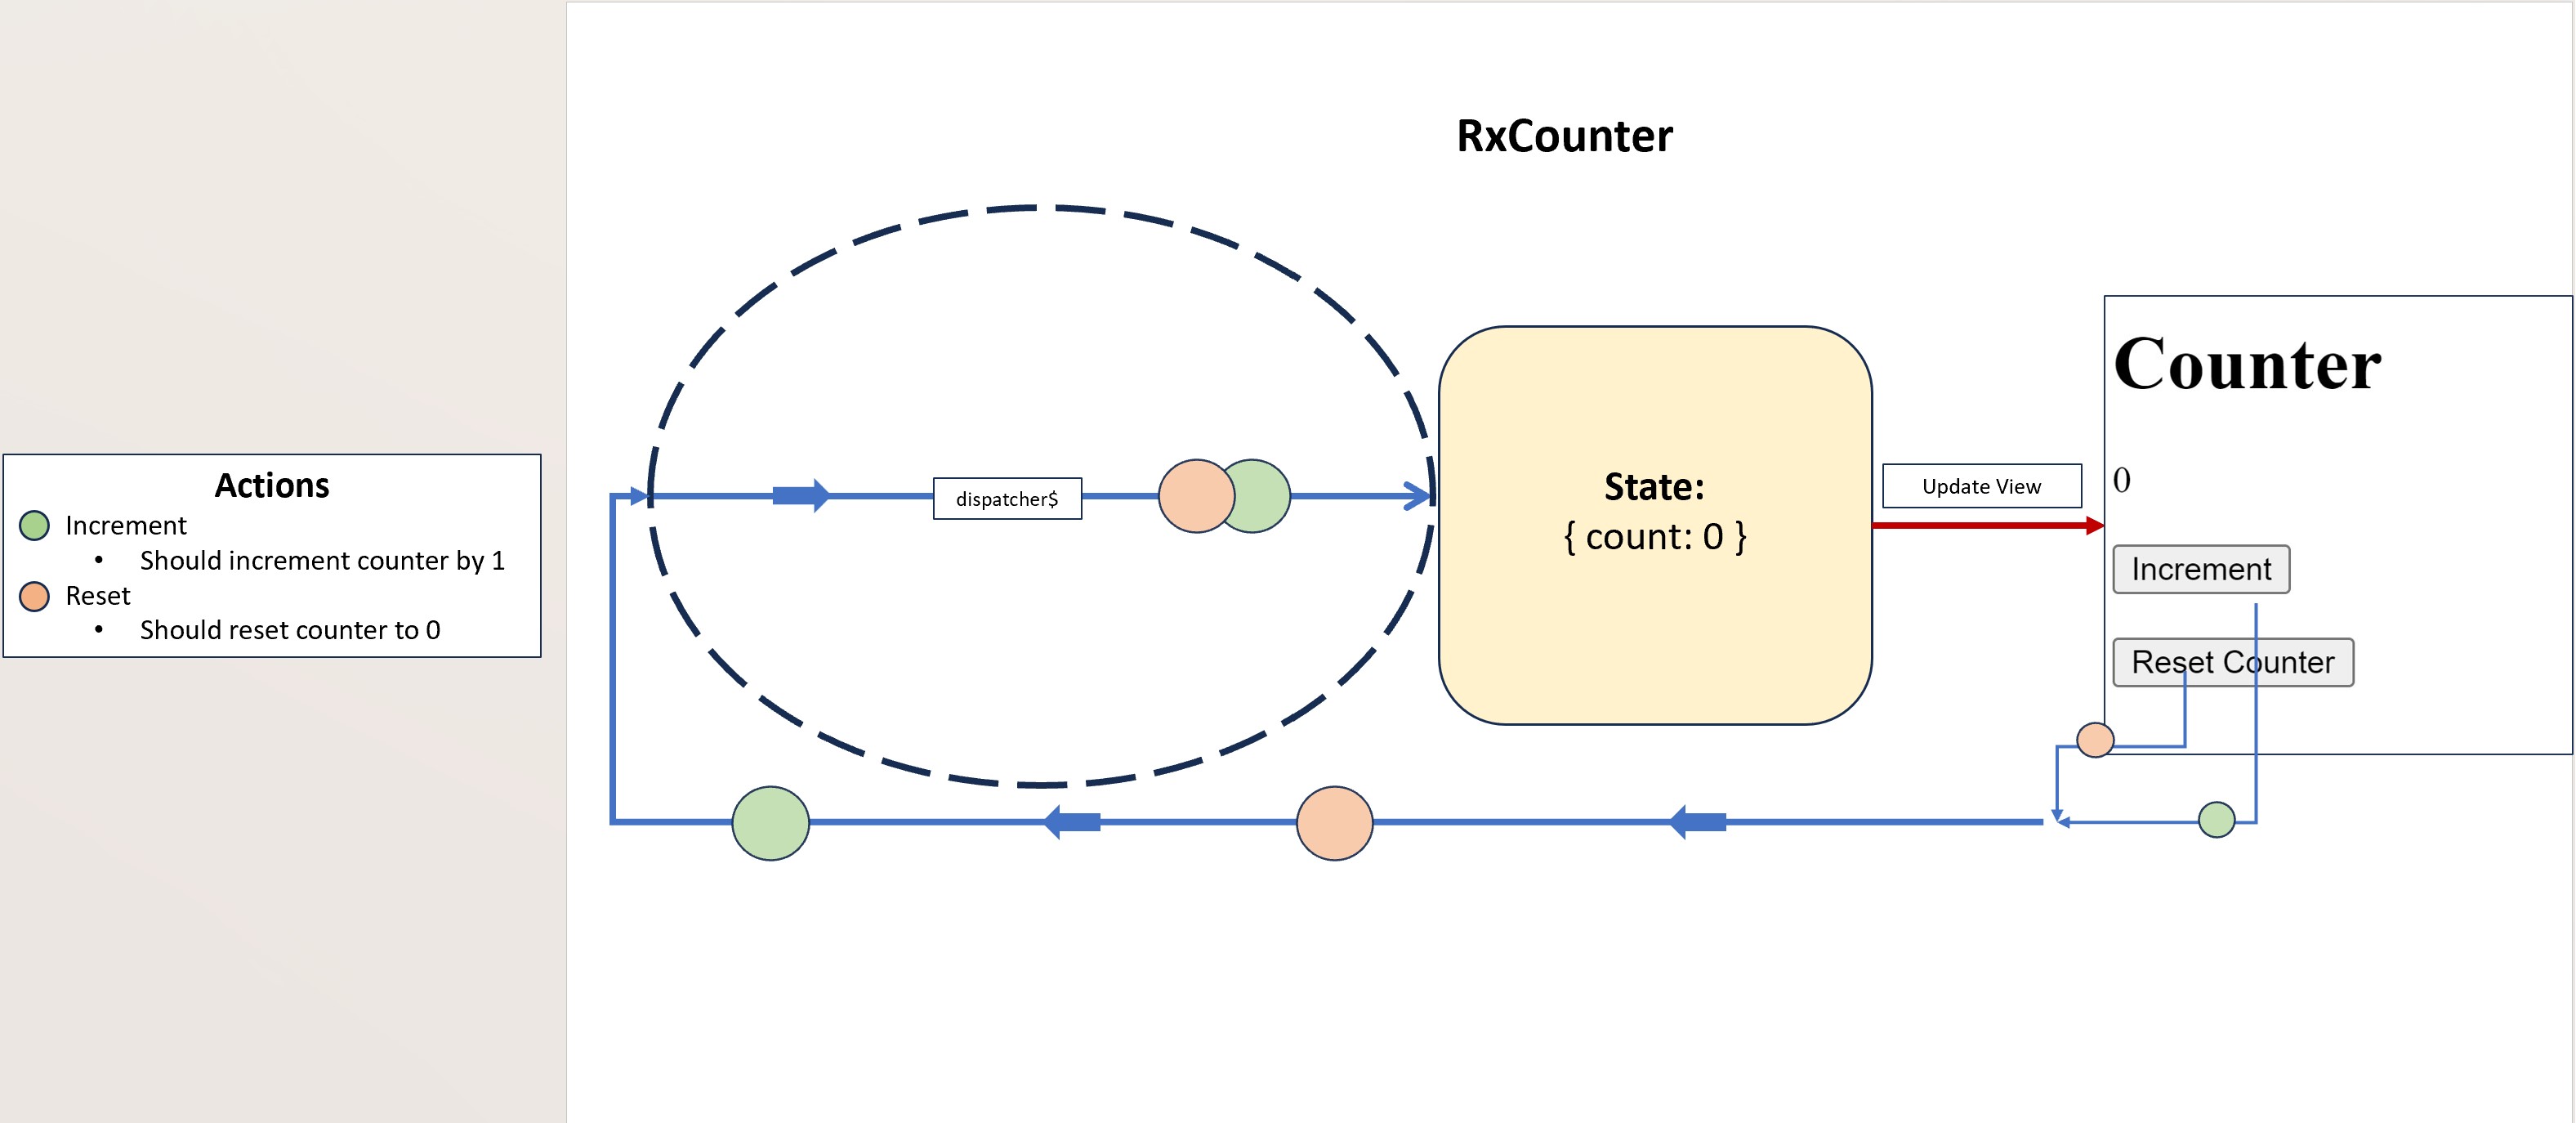 RxCounter
Actions
Increment
• Should increment counter by 1
Reset
• Should reset counter to 0
dispatcher$
State:
{ count: 0 }
Update View
Counter
0
Increment
Reset Counter